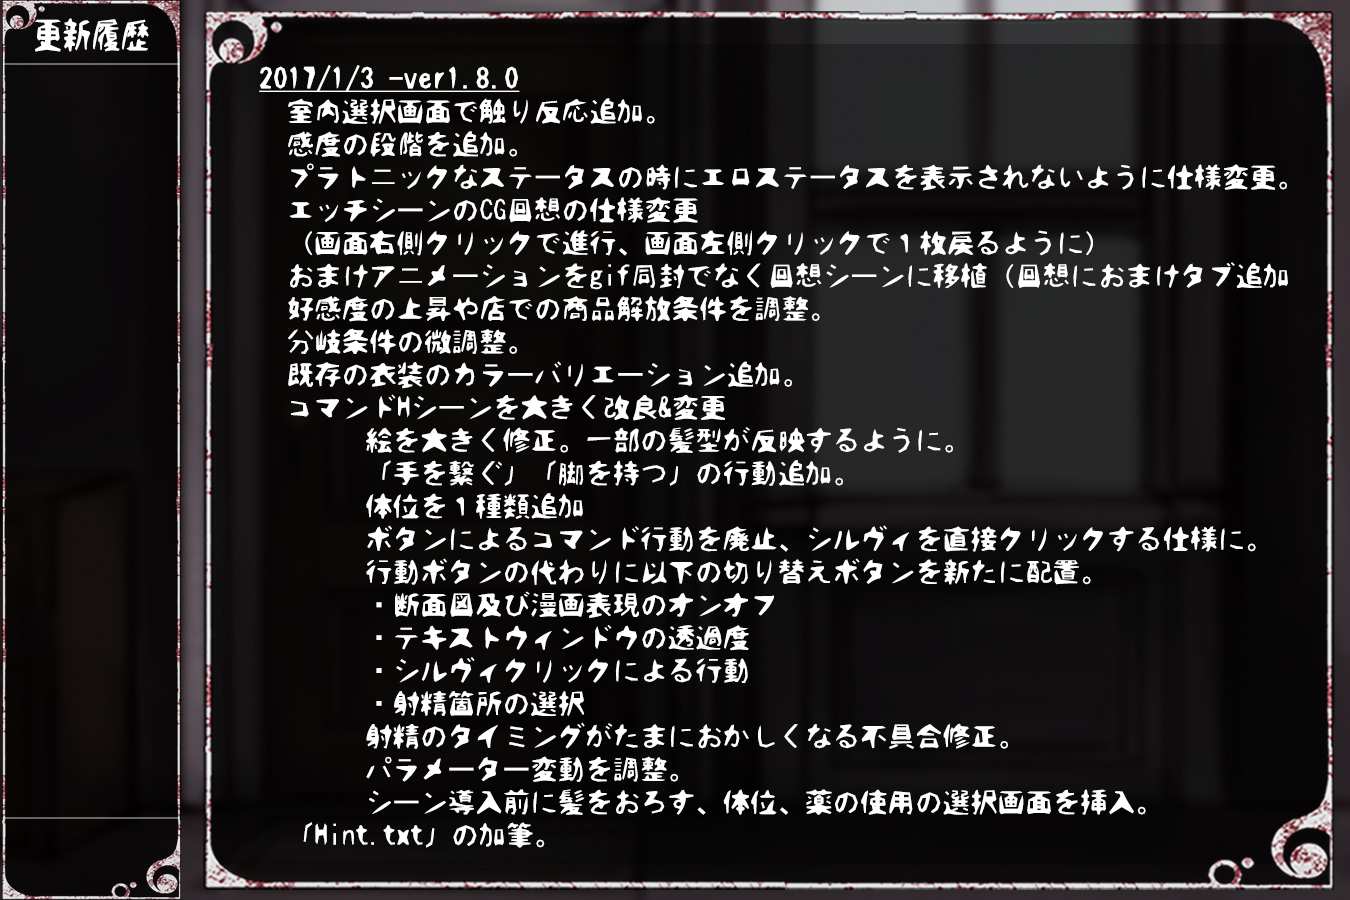 更新履歴
2017/1/3 -ver1.8.0
室内選択画面で触り反応追加。
感度の段階を追加。
プラトニックなステータスの時にエロステータスを表示されないように仕様変更。
エッチシーンのCG回想の仕様変更
（画面右側クリックで進行、画面左側クリックで１枚戻るように）
おまけアニメーションをgif同封でなく回想シーンに移植（回想におまけタブ追加
好感度の上昇や店での商品解放条件を調整。
分岐条件の微調整。
既存の衣装のカラーバリエーション追加。
コマンドHシーンを大きく改良&変更
絵を大きく修正。一部の髪型が反映するように。
「手を繋ぐ」「脚を持つ」の行動追加。
体位を１種類追加
ボタンによるコマンド行動を廃止、シルヴィを直接クリックする仕様に。
行動ボタンの代わりに以下の切り替えボタンを新たに配置。
・断面図及び漫画表現のオンオフ
・テキストウィンドウの透過度
・シルヴィクリックによる行動
・射精箇所の選択
射精のタイミングがたまにおかしくなる不具合修正。
パラメーター変動を調整。
シーン導入前に髪をおろす、体位、薬の使用の選択画面を挿入。
「Hint.txt」の加筆。